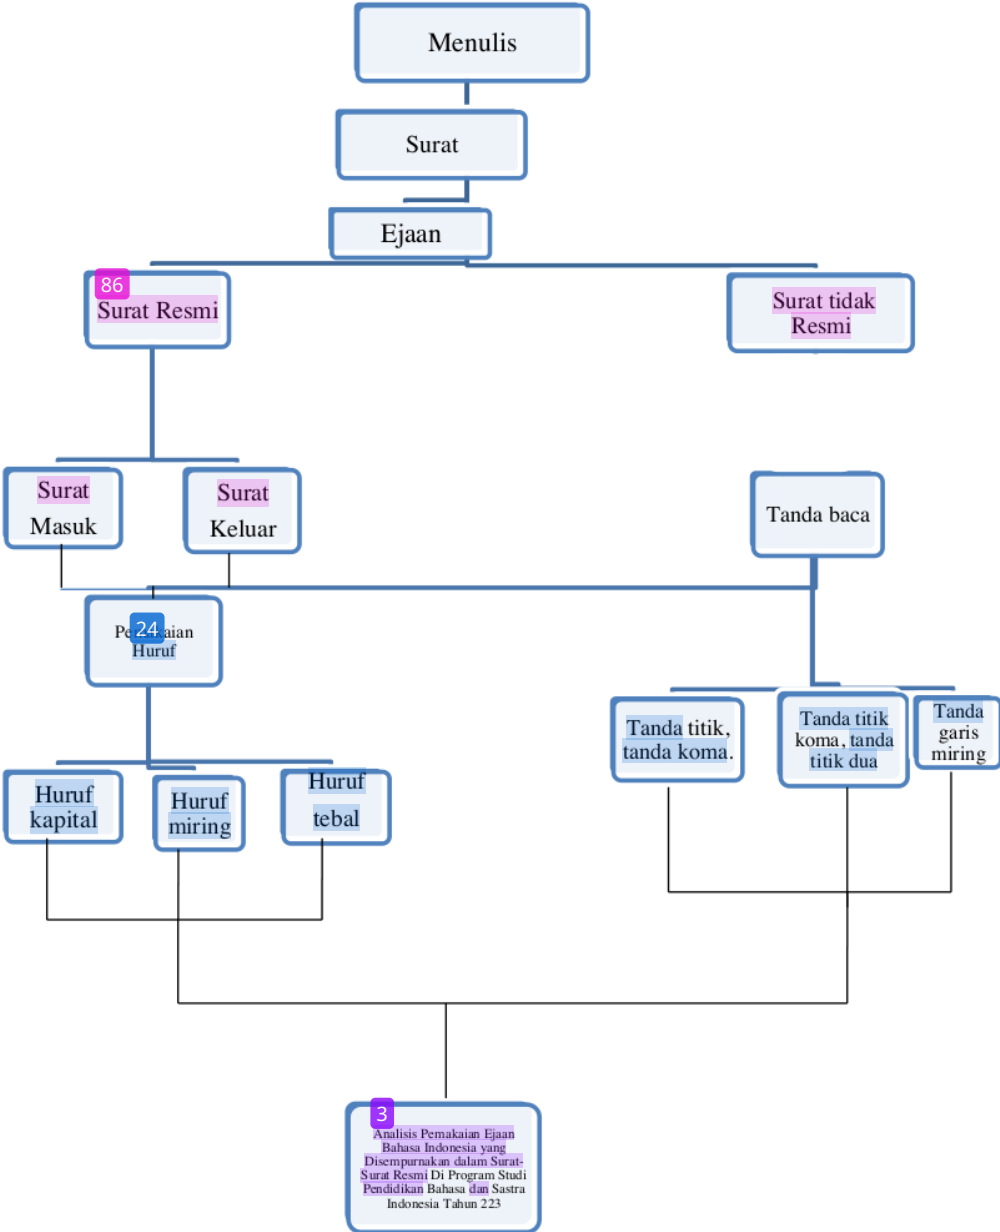 Menulis
Surat
Ejaan
86
Surat Resmi
Surat tidak
Resmi
Surat
Masuk
Surat
Keluar
Tanda baca
24
Huruf
Tanda titik,
tanda koma.
Tanda titik
koma, tanda
titik dua
Tanda
garis
miring
Huruf
kapital
Huruf
miring
Huruf
tebal
3
Analisis Pemakaian Ejaan
Bahasa Indonesia yang
Disempurnakan dalam Surat-
Surat Resmi Di Program Studi
Pendidikan Bahasa dan Sastra
Indonesia Tahun 223